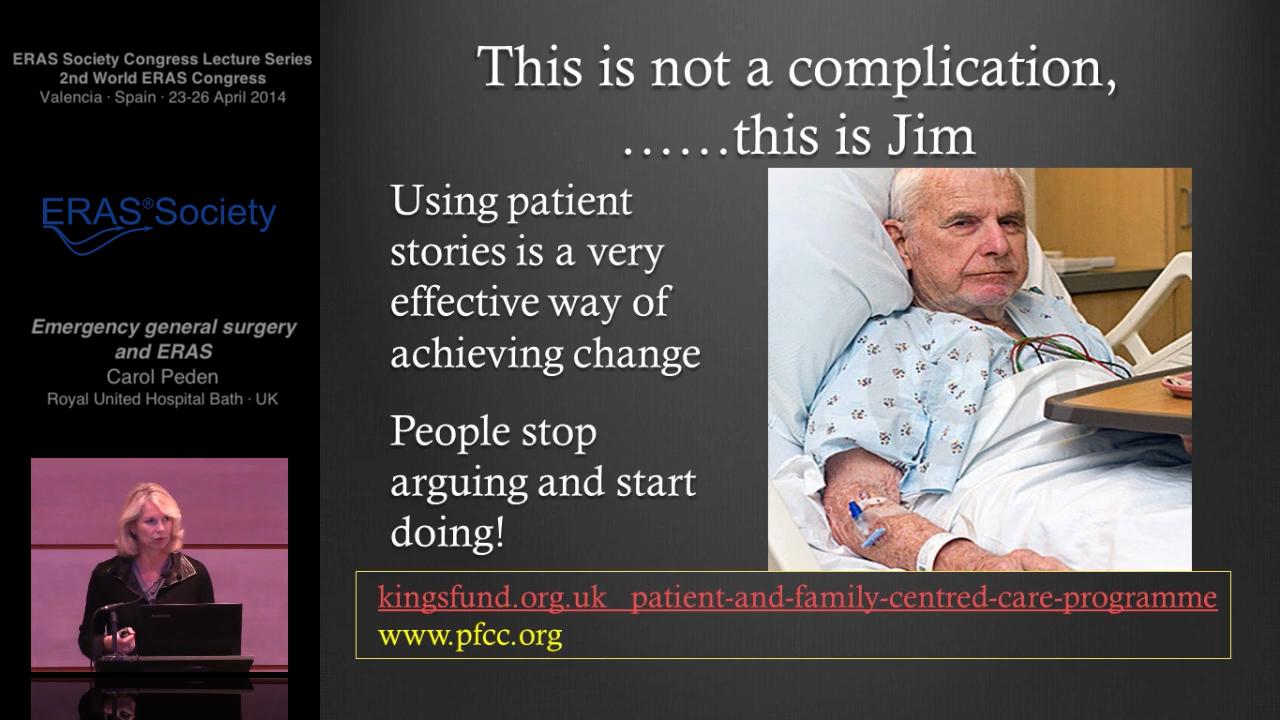 ERAS Society Congress Lecture Series
2nd World ERAS Congress
Valencia · Spain · 23-26 April 2014
ERAS®Society
Emergency general surgery
and ERAS
Carol Peden
Royal United Hospital Bath · UK
This is not a complication,
……this is Jim
Using patient
stories is a very
effective way of
achieving change
People stop
arguing and start
doing!
kingsfund.org.uk patient-and-family-centred-care-programme
www.pfcc.org